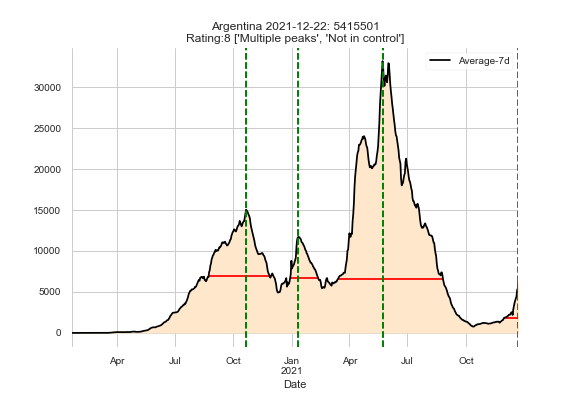 Argentina 2021-12-22: 5415501
Rating:8 ['Multiple peaks', 'Not in control']
Average-7d
30000
25000
20000
15000
10000
5000
0
Apr Jul Oct Jan Apr Jul Oct
2021
Date